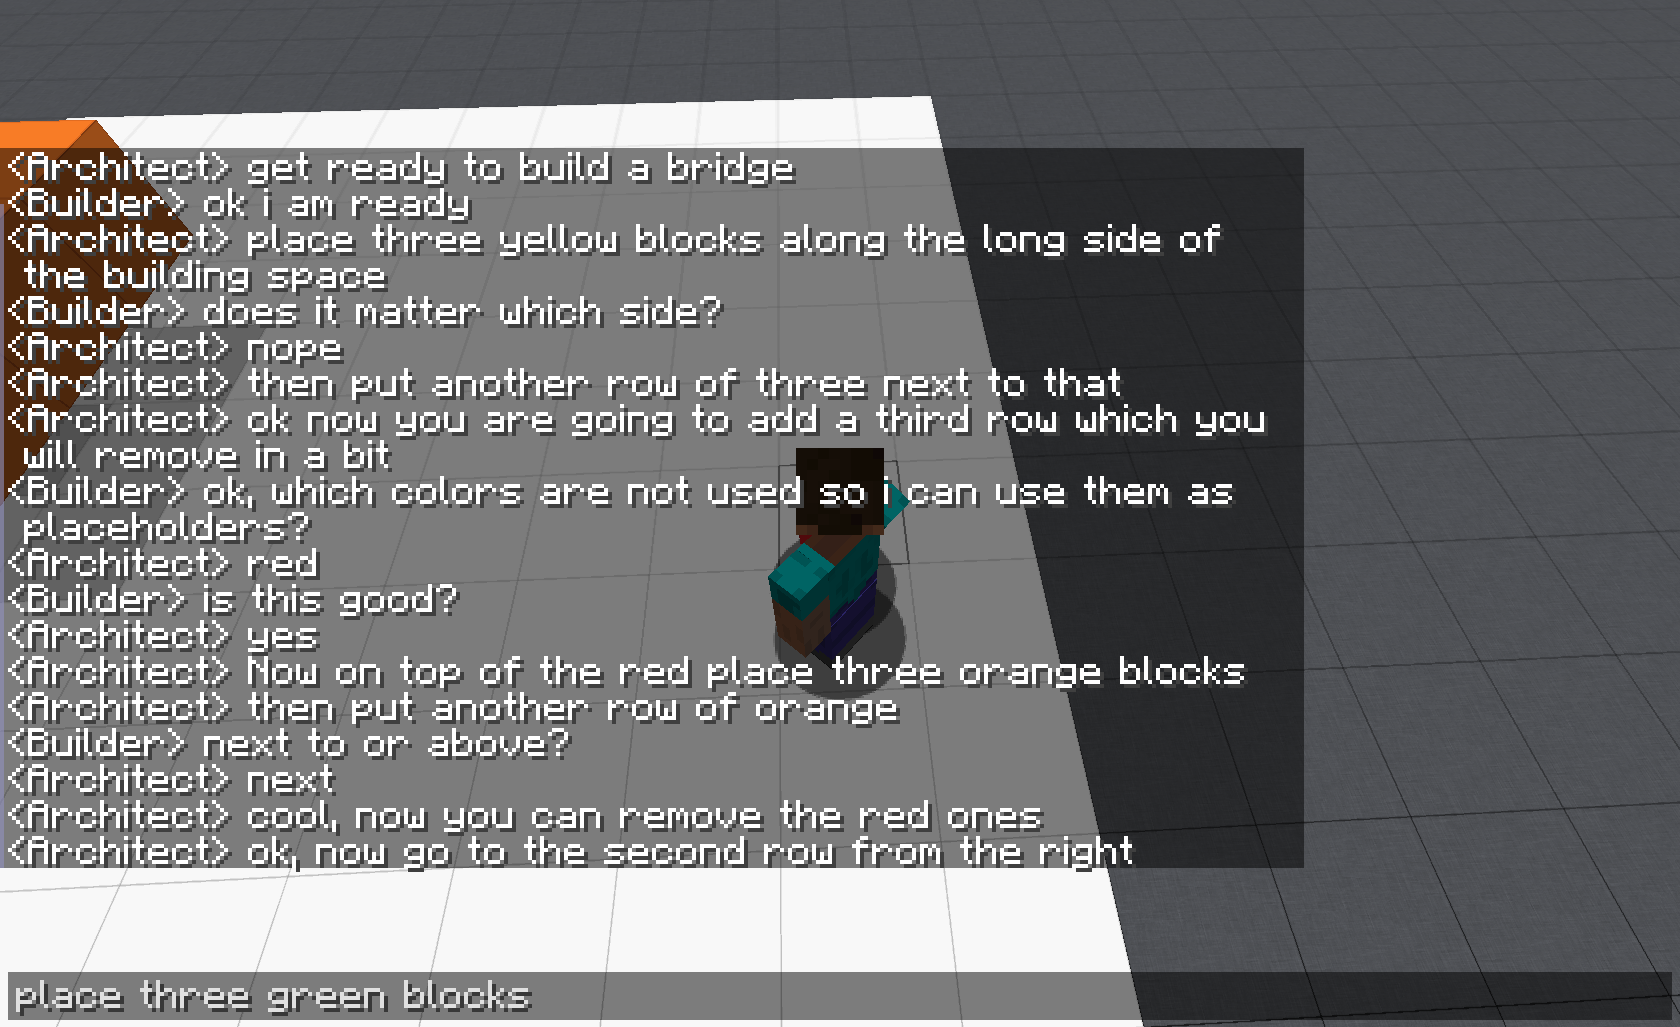 <Architect> get ready to build a bridge
<Builder> ok i am ready
<Architect> place three yellow blocks along the long side of
the building space
<Builder> does it matter which side?
<Architect> nope
<Architect> then put another row of three next to that
<Architect> ok now you are going to add a third row which you
will remove in a bit
<Builder> ok, which colors are not used so i can use them as
placeholders?
<Architect> red
<Builder> is this good?
<Architect> yes
<Architect> Now on top of the red place three orange blocks
<Architect> then put another row of orange
<Builder> next to or above?
<Architect> next
<Architect> cool, now you can remove the red ones
<Architect> ok, now go to the second row from the right
place three green blocks